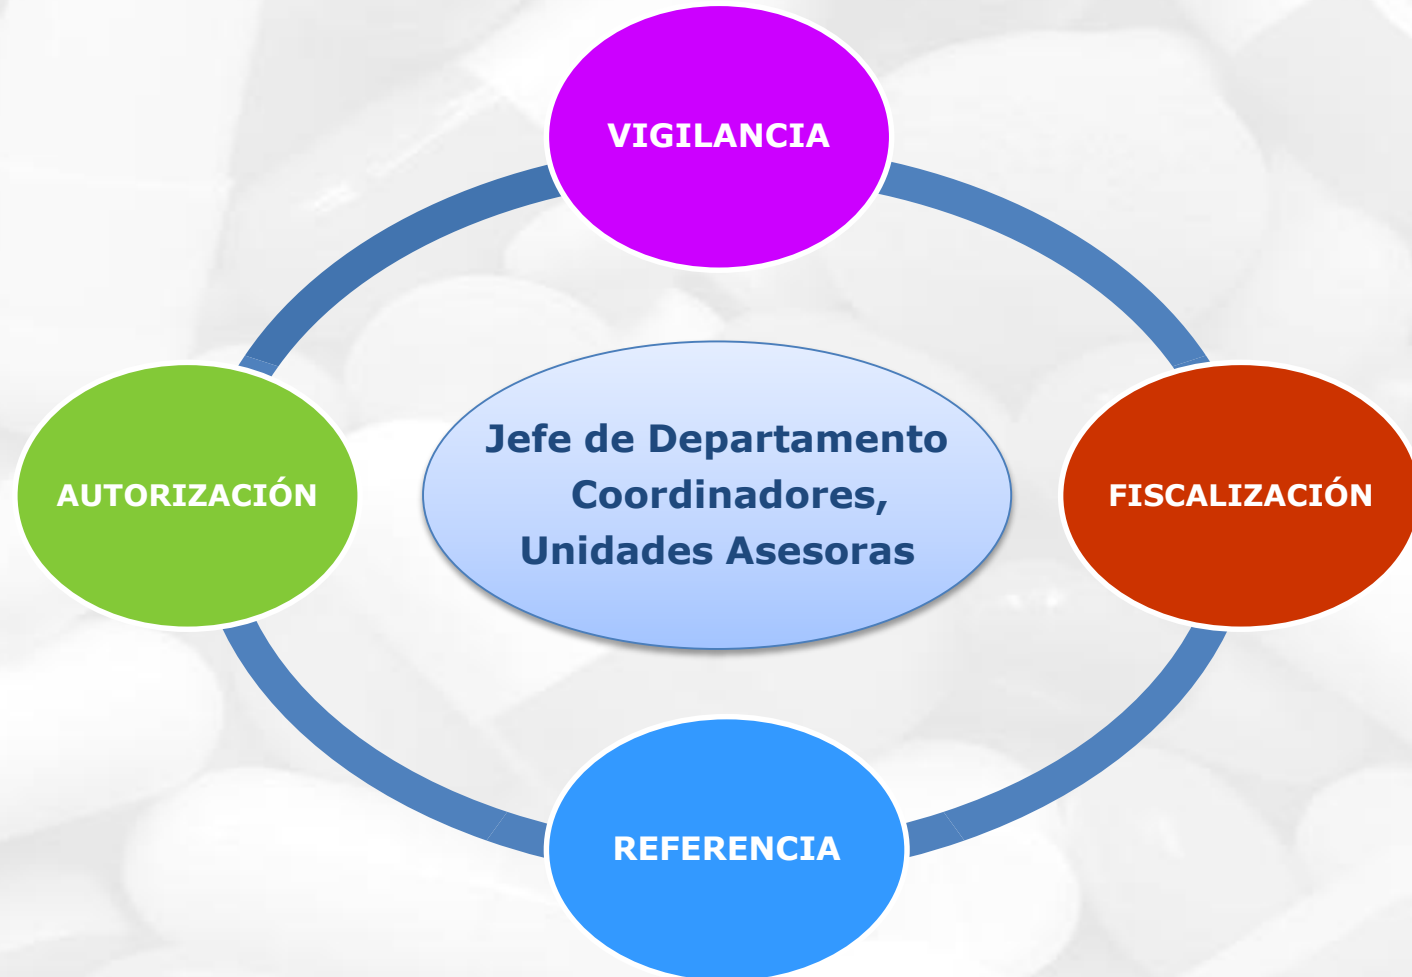 VIGILANCIA
AUTORIZACIÓN
Jefe de Departamento
Coordinadores,
Unidades Asesoras
FISCALIZACIÓN
REFERENCIA